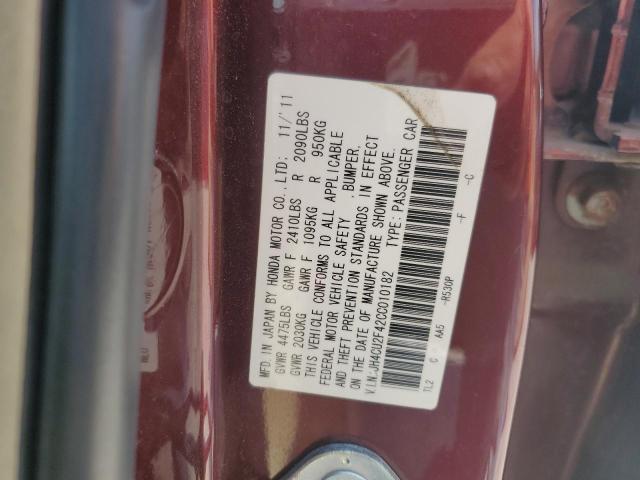 MFD.IN JAPAN BY HONDA MOTOR CO.,LTD: 11/'11
GVWR 4475LBS GAWR F 2410LBS R 2090LBS
GVWR 2030KG GAWR F 1095KG R 950KG
THIS VEHICLE CONFORMS TO ALL APPLICABLE
FEDERAL MOTOR VEHICLE SAFETY , BUMPER,
AND THEFT PREVENTION STANDARDS IN EFFECT
ON THE DATE OF MANUFACTURE SHOWN ABOVE.
V.I.N.:JH4CU2F42CC010182 TYPE:PASSENGER CAR
TL2 C AA5 -R530P -F -C